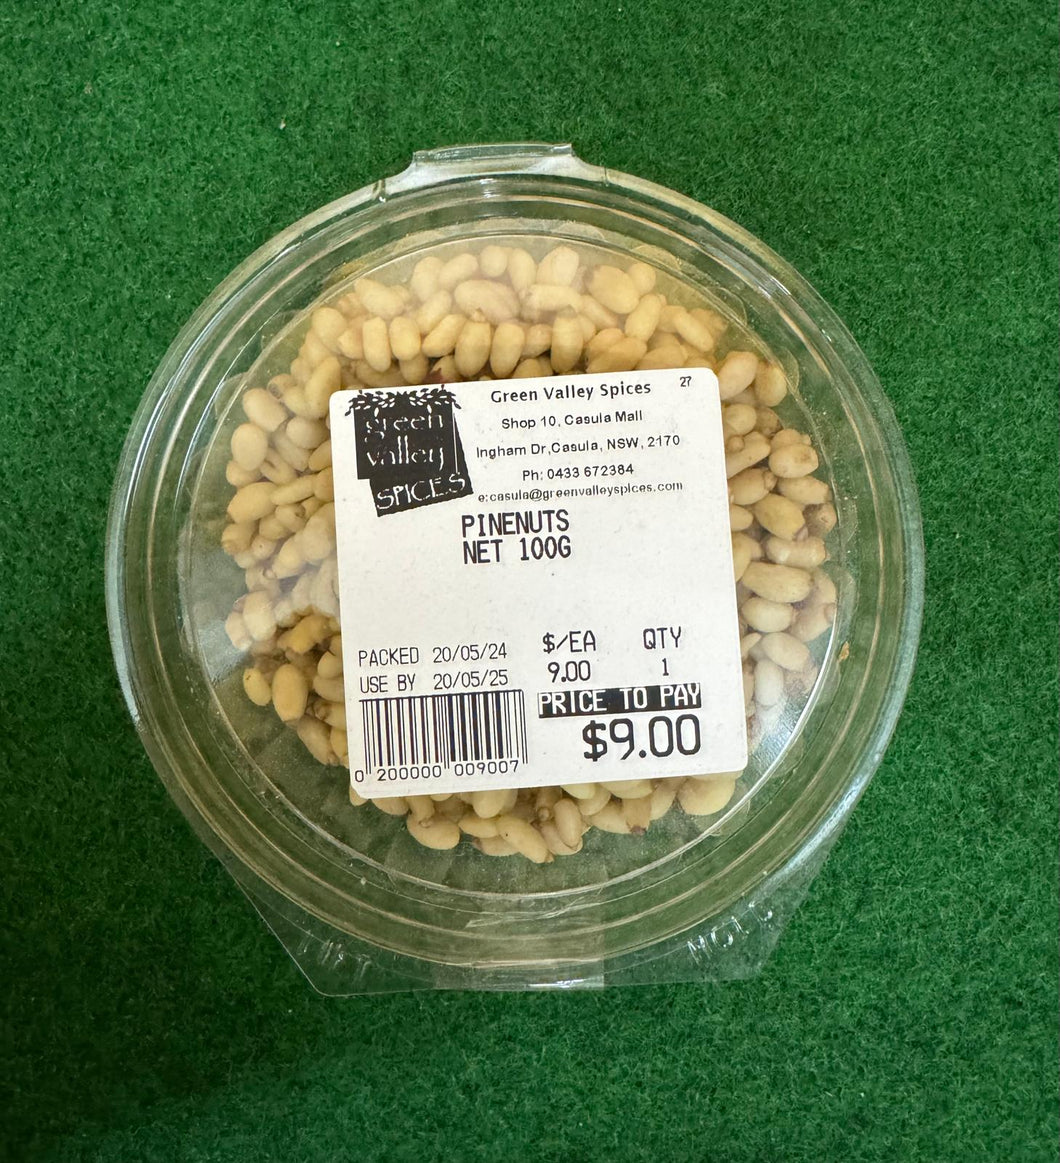 green
valley
SPICES
Green Valley Spices
27
Shop 10, Casula Mall
Ingham Dr,Casula, NSW, 2170
Ph: 0433 672384
e:casula@greenvalleyspices.com
PINENUTS
NET 100G
PACKED 20/05/24
USE BY 20/05/25
$/EA QTY
9.00 1
PRICE TO PAY
$9.00
0 200000 009007